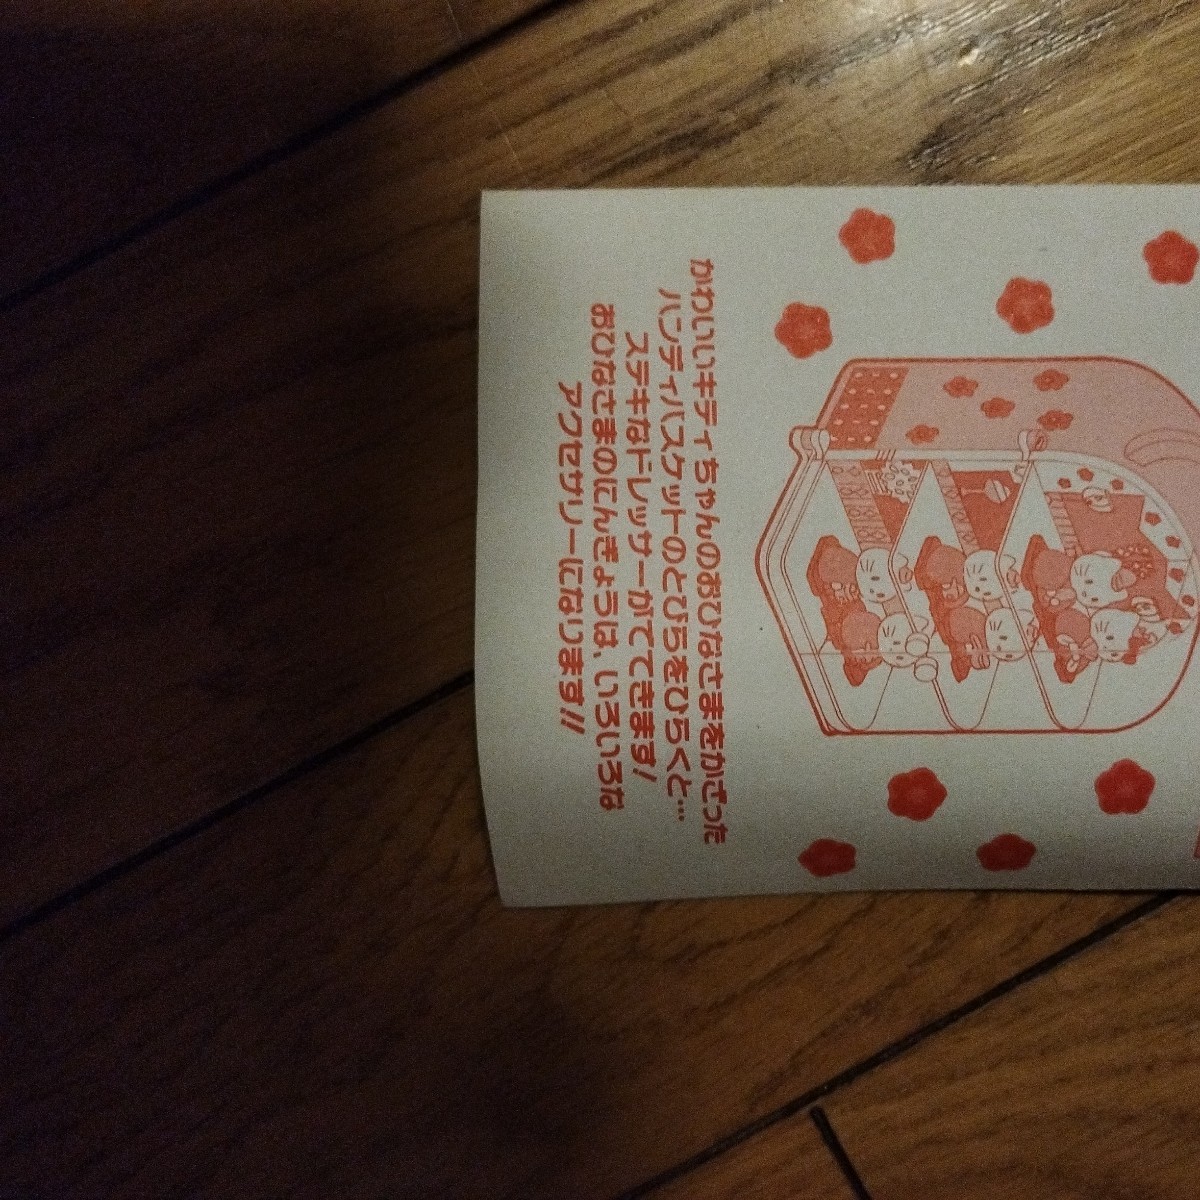 かわいいキティちゃんのおひなさまをかざった
ハンディバスケットのとびらをひらくと…
ステキなドレッサーがでてきます!
おひなさまのにんぎょうは、いろいろな
アクセサリーになります!!